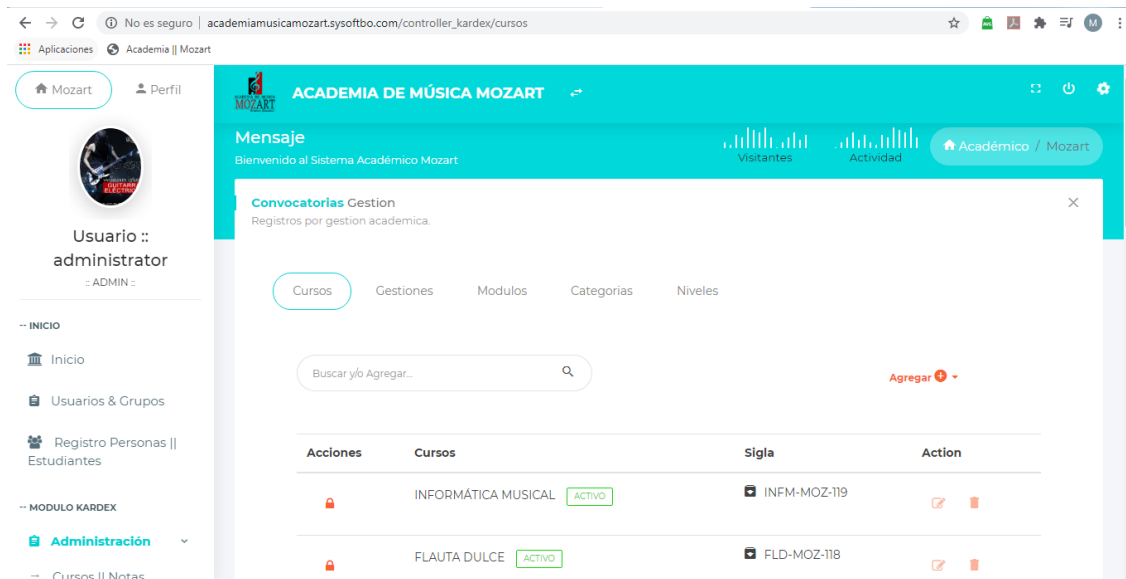 No es seguro | academiamusicamozart.sysoftbo.com/controller_kardex/cursos
M
Aplicaciones Academia || Mozart
Mozart Perfil
GUITARRA
ELÉCTRICA
Usuario ::
administrator
:: ADMIN ::
-- INICIO
Inicio
Usuarios & Grupos
Registro Personas ||
Estudiantes
-- MODULO KARDEX
Administración
→ Cursos || Notas
MOZART
ACADEMIA DE MÚSICA MOZART
Mensaje
Bienvenido al Sistema Académico Mozart
Visitantes
Actividad
Académico / Mozart
Convocatorias Gestion
Registros por gestion academica.
Cursos Gestiones Modulos Categorias Niveles
Buscar y/o Agregar...
Agregar
Acciones Cursos Sigla Action
INFORMÁTICA MUSICAL ACTIVO INFM-MOZ-119
FLAUTA DULCE ACTIVO FLD-MOZ-118